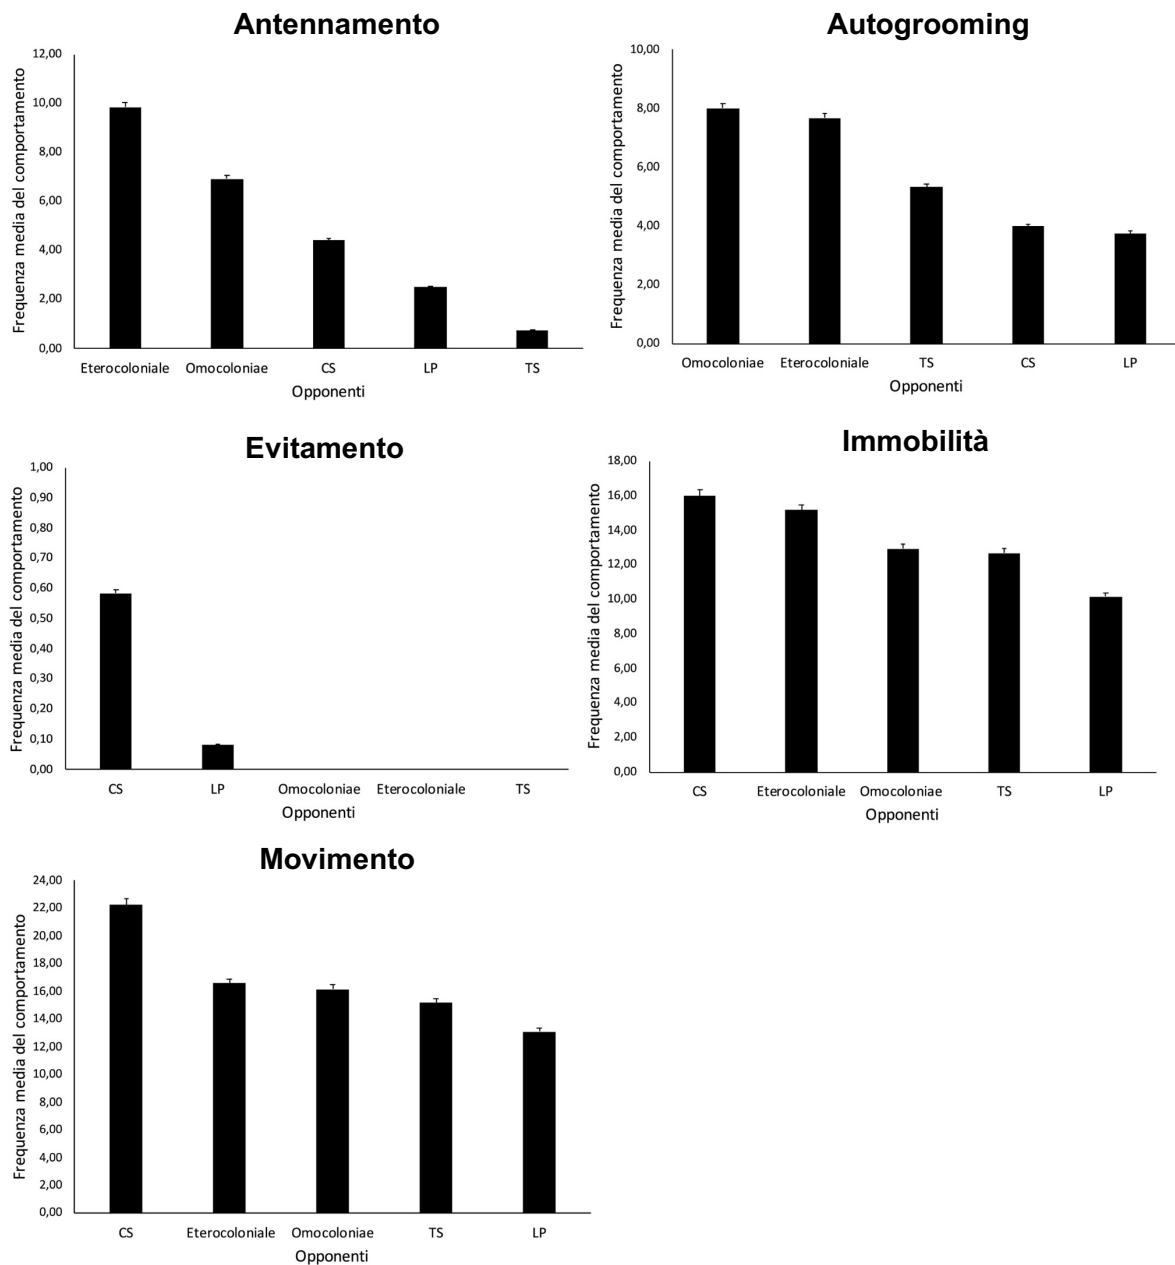 Antennamento
Frequenza media del comportamento
12,00
10,00
8,00
6,00
4,00
2,00
0,00
Eterocoloniale Omocoloniae CS LP TS
Opponenti
Autogrooming
Frequenza media del comportamento
10,00
8,00
6,00
4,00
2,00
0,00
Omocoloniae Eterocoloniale TS CS LP
Opponenti
Evitamento
Frequenza media del comportamento
1,00
0,90
0,80
0,70
0,60
0,50
0,40
0,30
0,20
0,10
0,00
CS LP Omocoloniae Eterocoloniale TS
Opponenti
Immobilità
Frequenza media del comportamento
18,00
16,00
14,00
12,00
10,00
8,00
6,00
4,00
2,00
0,00
CS Eterocoloniale Omocoloniae TS LP
Opponenti
Movimento
Frequenza media del comportamento
24,00
22,00
20,00
18,00
16,00
14,00
12,00
10,00
8,00
6,00
4,00
2,00
0,00
CS Eterocoloniale Omocoloniae TS LP
Opponenti